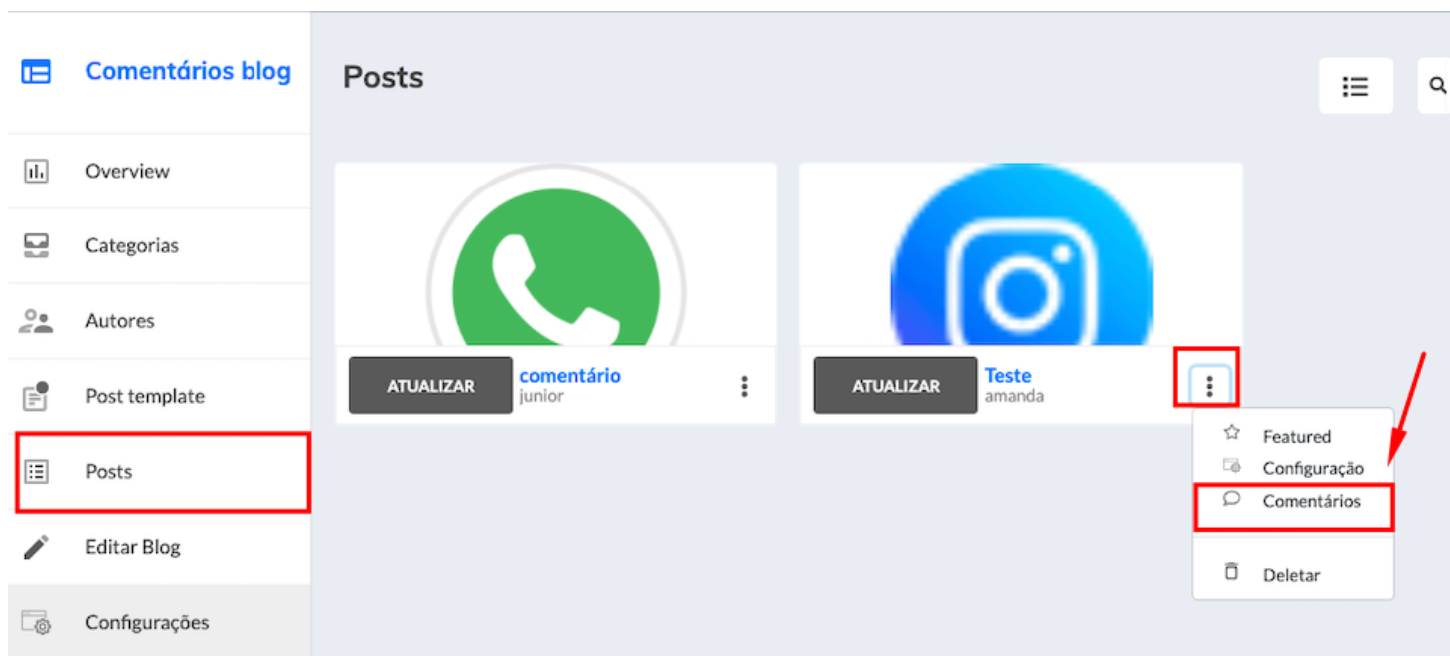 Comentários blog
Overview
Categorias
Autores
Post template
Posts
Editar Blog
Configurações
Posts
ATUALIZAR
comentário
junior
ATUALIZAR
Teste
amanda
Featured
Configuração
Comentários
Deletar